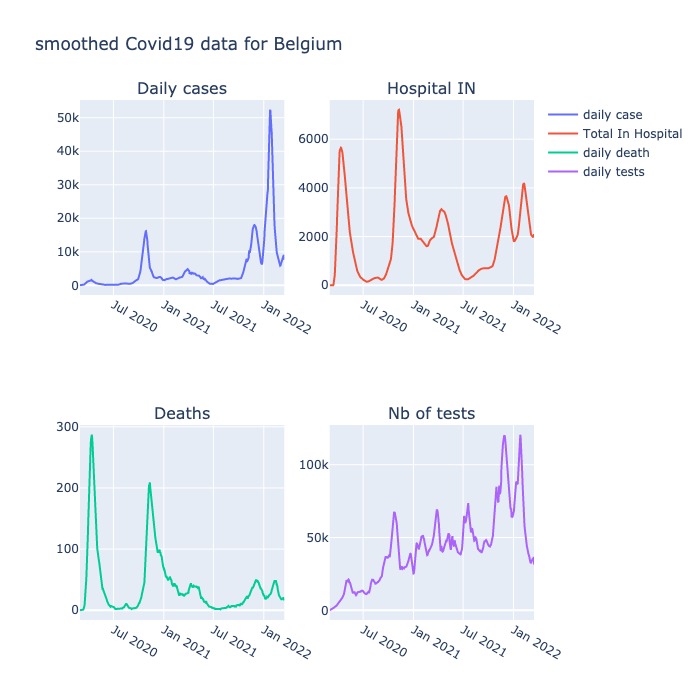 smoothed Covid19 data for Belgium
Daily cases
50k
40k
30k
20k
10k
0
Jul 2020
Jan 2021
Jul 2021
Jan 2022
Hospital IN
6000
4000
2000
0
Jul 2020
Jan 2021
Jul 2021
Jan 2022
daily case
Total In Hospital
daily death
daily tests
Deaths
300
200
100
0
Jul 2020
Jan 2021
Jul 2021
Jan 2022
Nb of tests
100k
50k
0
Jul 2020
Jan 2021
Jul 2021
Jan 2022